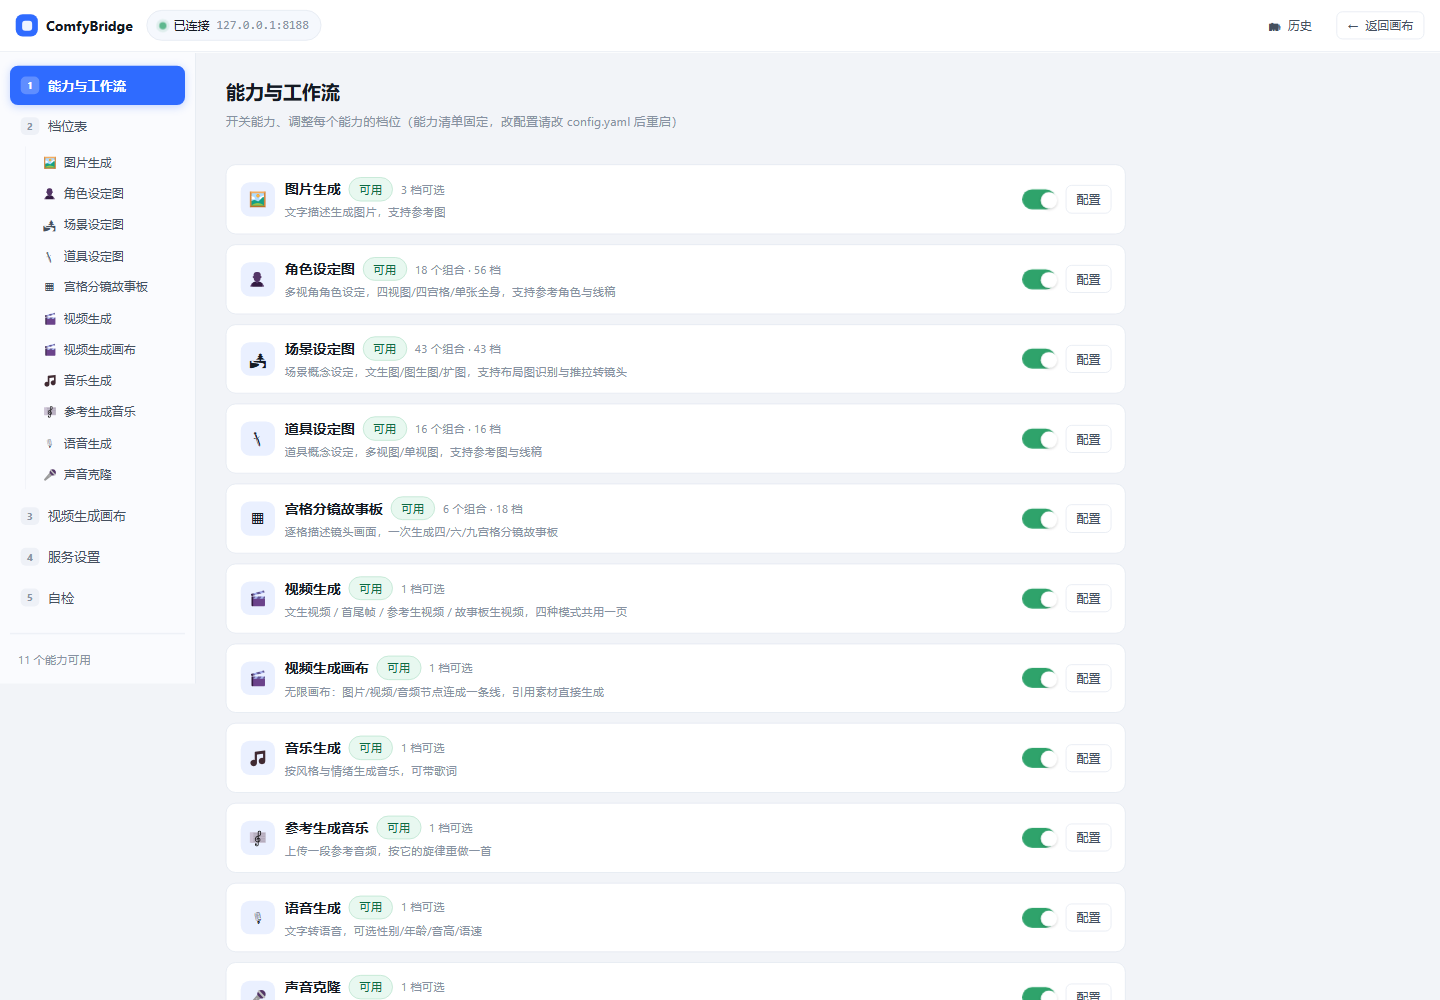 ComfyBridge
已连接 127.0.0.1:8188
历史
← 返回画布
1 能力与工作流
2 档位表
图片生成
角色设定图
场景设定图
道具设定图
宫格分镜故事板
视频生成
视频生成画布
音乐生成
参考生成音乐
语音生成
声音克隆
3 视频生成画布
4 服务设置
5 自检
11 个能力可用
能力与工作流
开关能力、调整每个能力的档位（能力清单固定，改配置请改 config.yaml 后重启）
图片生成 可用 3 档可选
文字描述生成图片，支持参考图
配置
角色设定图 可用 18 个组合 · 56 档
多视角角色设定，四视图/四宫格/单张全身，支持参考角色与线稿
配置
场景设定图 可用 43 个组合 · 43 档
场景概念设定，文生图/图生图/扩图，支持布局图识别与推拉转镜头
配置
道具设定图 可用 16 个组合 · 16 档
道具概念设定，多视图/单视图，支持参考图与线稿
配置
宫格分镜故事板 可用 6 个组合 · 18 档
逐格描述镜头画面，一次生成四/六/九宫格分镜故事板
配置
视频生成 可用 1 档可选
文生视频 / 首尾帧 / 参考生视频 / 故事板生视频，四种模式共用一页
配置
视频生成画布 可用 1 档可选
无限画布：图片/视频/音频节点连成一条线，引用素材直接生成
配置
音乐生成 可用 1 档可选
按风格与情绪生成音乐，可带歌词
配置
参考生成音乐 可用 1 档可选
上传一段参考音频，按它的旋律重做一首
配置
语音生成 可用 1 档可选
文字转语音，可选性别/年龄/音高/语速
配置
声音克隆 可用 1 档可选
配置